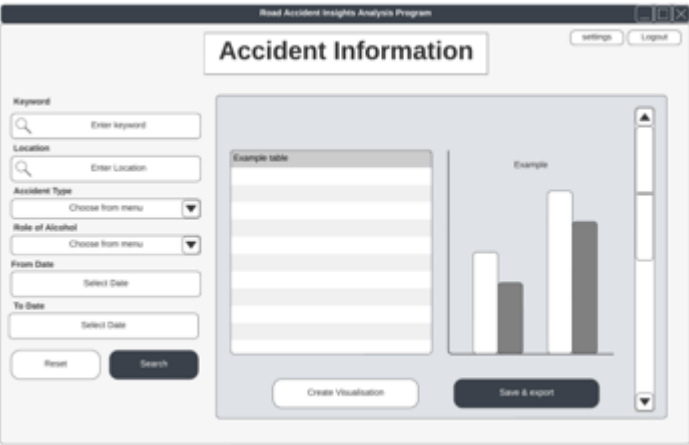 Road Accident Insights Analysis Program
settings
Logout
Accident Information
Keyword
Enter keyword
Location
Enter Location
Accident Type
Choose from menu
Role of Alcohol
Choose from menu
From Date
Select Date
To Date
Select Date
Reset
Search
Example table
Example
Create Visualisation
Save & export